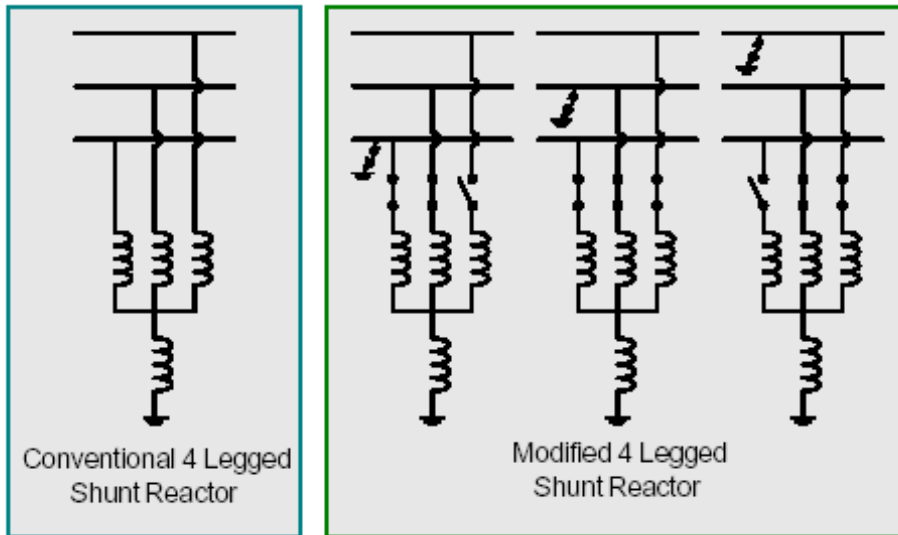 Conventional 4 Legged
Shunt Reactor
Modified 4 Legged
Shunt Reactor